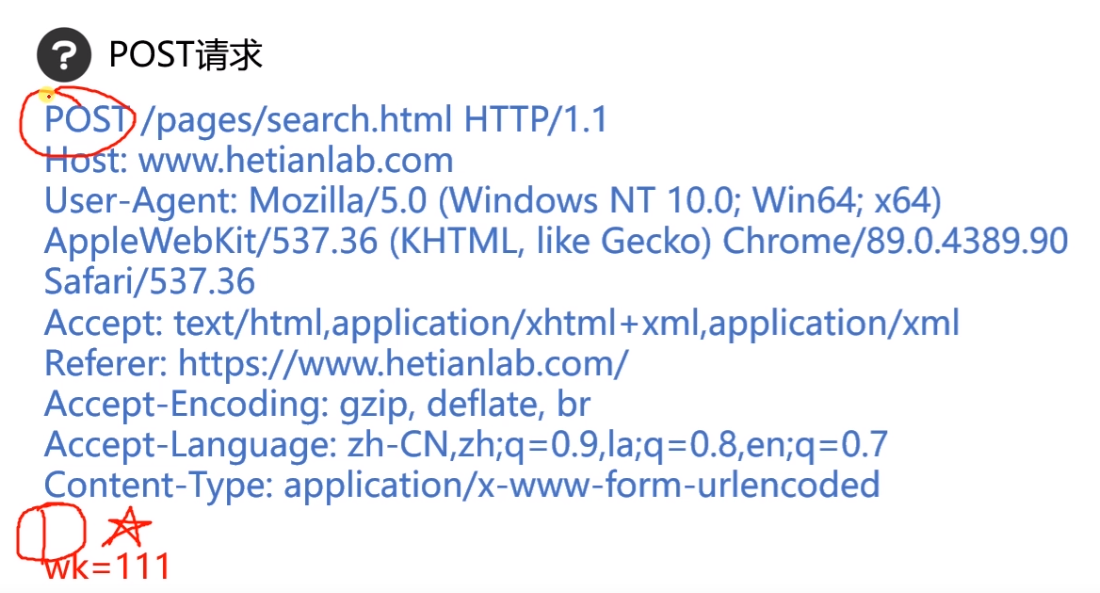 ?
POST请求
POST /pages/search.html HTTP/1.1
Host: www.hetianlab.com
User-Agent: Mozilla/5.0 (Windows NT 10.0; Win64; x64)
AppleWebKit/537.36 (KHTML, like Gecko) Chrome/89.0.4389.90
Safari/537.36
Accept: text/html,application/xhtml+xml,application/xml
Referer: https://www.hetianlab.com/
Accept-Encoding: gzip, deflate, br
Accept-Language: zh-CN,zh;q=0.9,la;q=0.8,en;q=0.7
Content-Type: application/x-www-form-urlencoded
wk=111